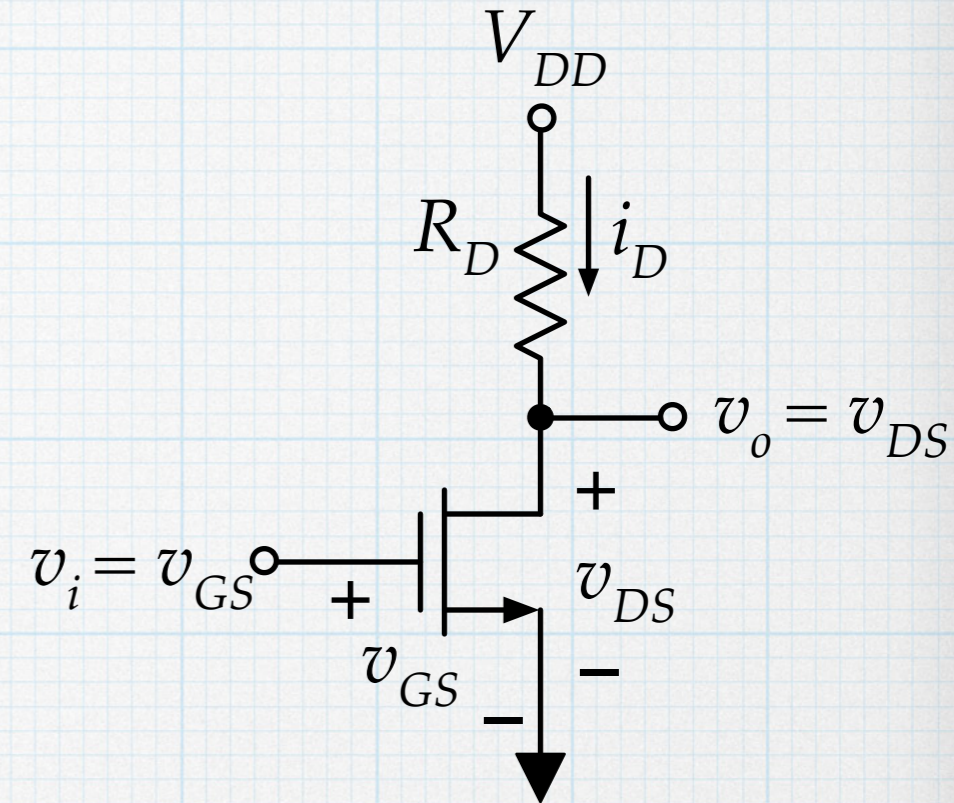 V_DD
R_D
i_D
v_o = v_DS
+
v_i = v_GS
+
v_DS
v_GS
−
−